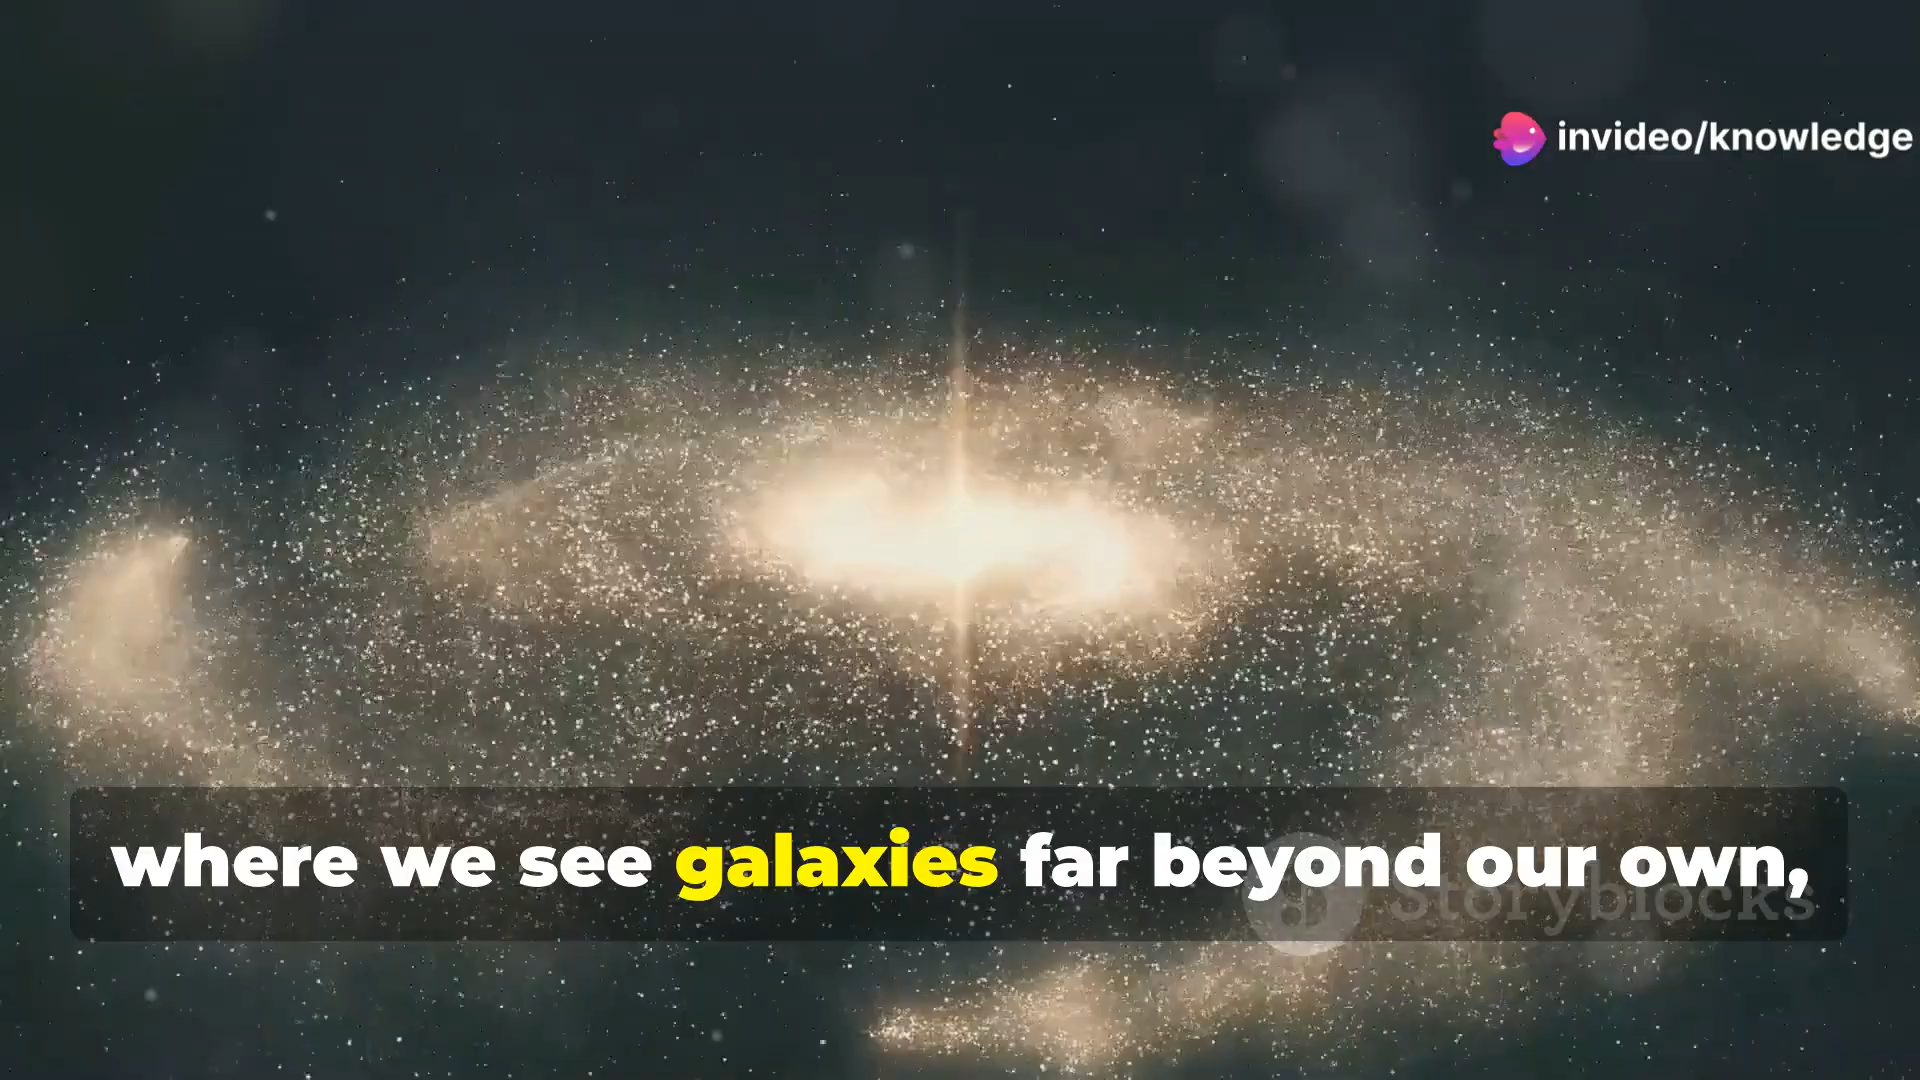 invideo/knowledge
where we see galaxies far beyond our own,
Storyblocks